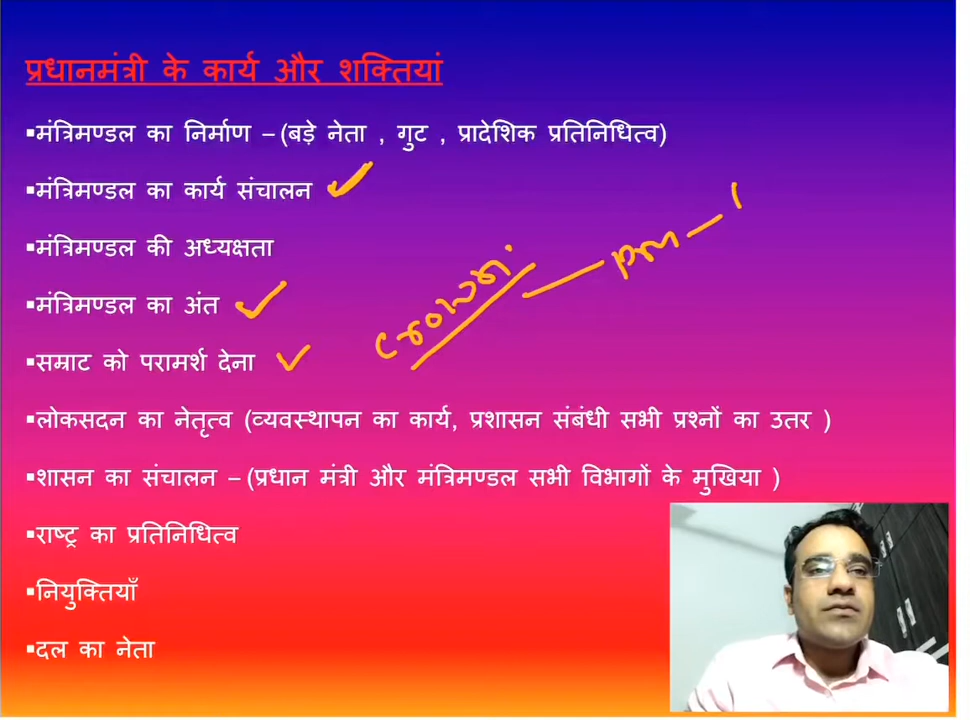 प्रधानमंत्री के कार्य और शक्तियां
▪मंत्रिमण्डल का निर्माण – (बड़े नेता , गुट , प्रादेशिक प्रतिनिधित्व)
▪मंत्रिमण्डल का कार्य संचालन
▪मंत्रिमण्डल की अध्यक्षता
▪मंत्रिमण्डल का अंत
▪सम्राट को परामर्श देना
crown. — pm —
▪लोकसदन का नेतृत्व (व्यवस्थापन का कार्य, प्रशासन संबंधी सभी प्रश्नों का उतर )
▪शासन का संचालन – (प्रधान मंत्री और मंत्रिमण्डल सभी विभागों के मुखिया )
▪राष्ट्र का प्रतिनिधित्व
▪नियुक्तियाँ
▪दल का नेता